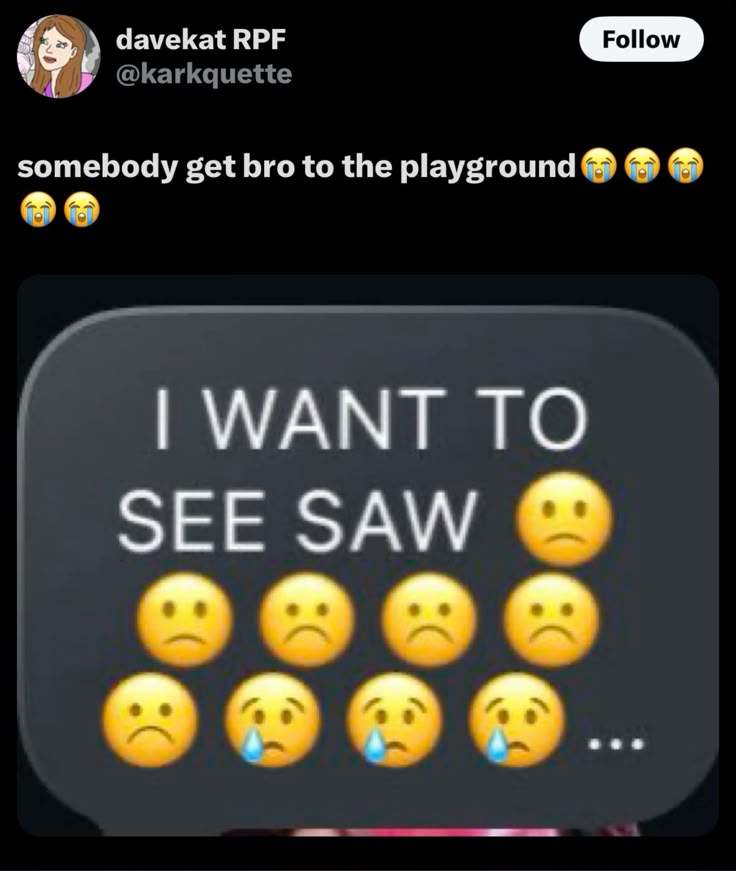 davekat RPF
Follow
@karkquette
somebody get bro to the playground😭😭😭
😭😭
I WANT TO
SEE SAW 🙁
🙁☹️☹️☹️
☹️😢😢😢...